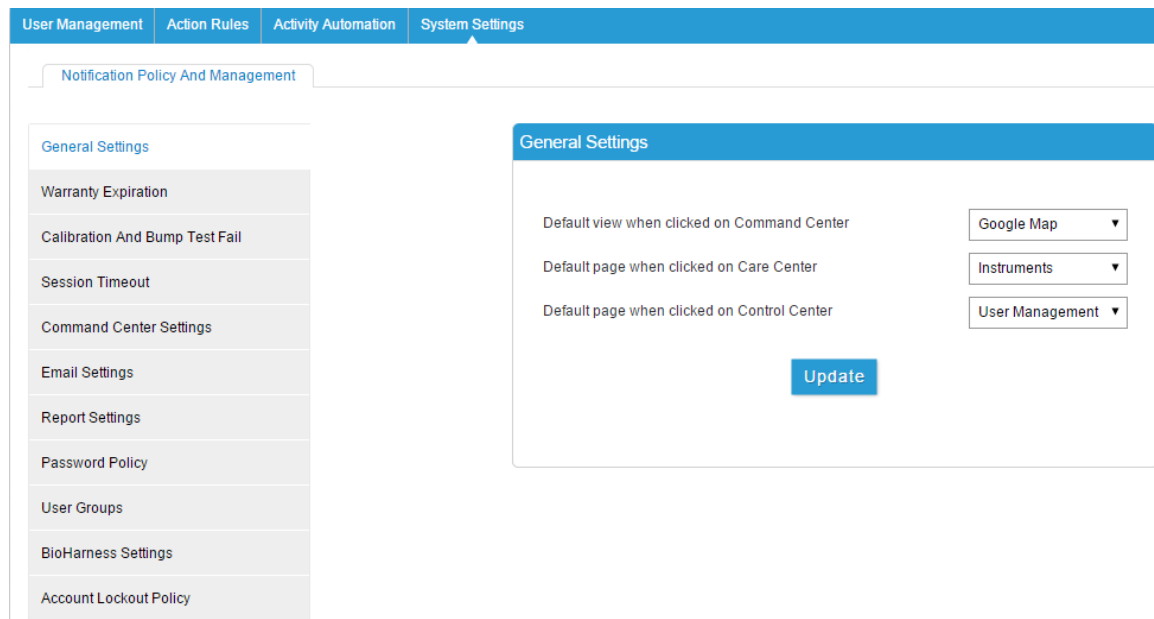 User Management Action Rules Activity Automation System Settings
Notification Policy And Management
General Settings
Warranty Expiration
Calibration And Bump Test Fail
Session Timeout
Command Center Settings
Email Settings
Report Settings
Password Policy
User Groups
BioHarness Settings
Account Lockout Policy
General Settings
Default view when clicked on Command Center Google Map
Default page when clicked on Care Center Instruments
Default page when clicked on Control Center User Management
Update